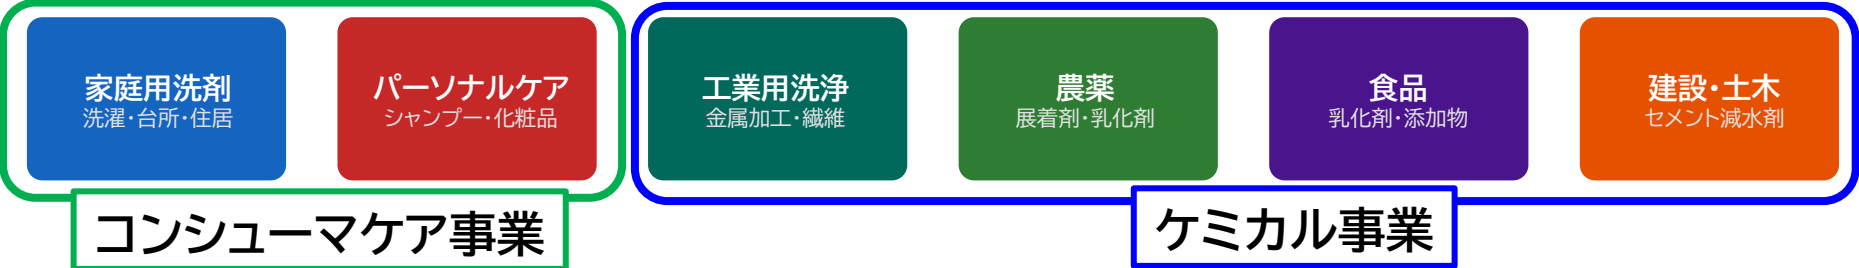 家庭用洗剤
洗濯・台所・住居
パーソナルケア
シャンプー・化粧品
工業用洗浄
金属加工・繊維
農薬
展着剤・乳化剤
食品
乳化剤・添加物
建設・土木
セメント減水剤
コンシューマケア事業
ケミカル事業